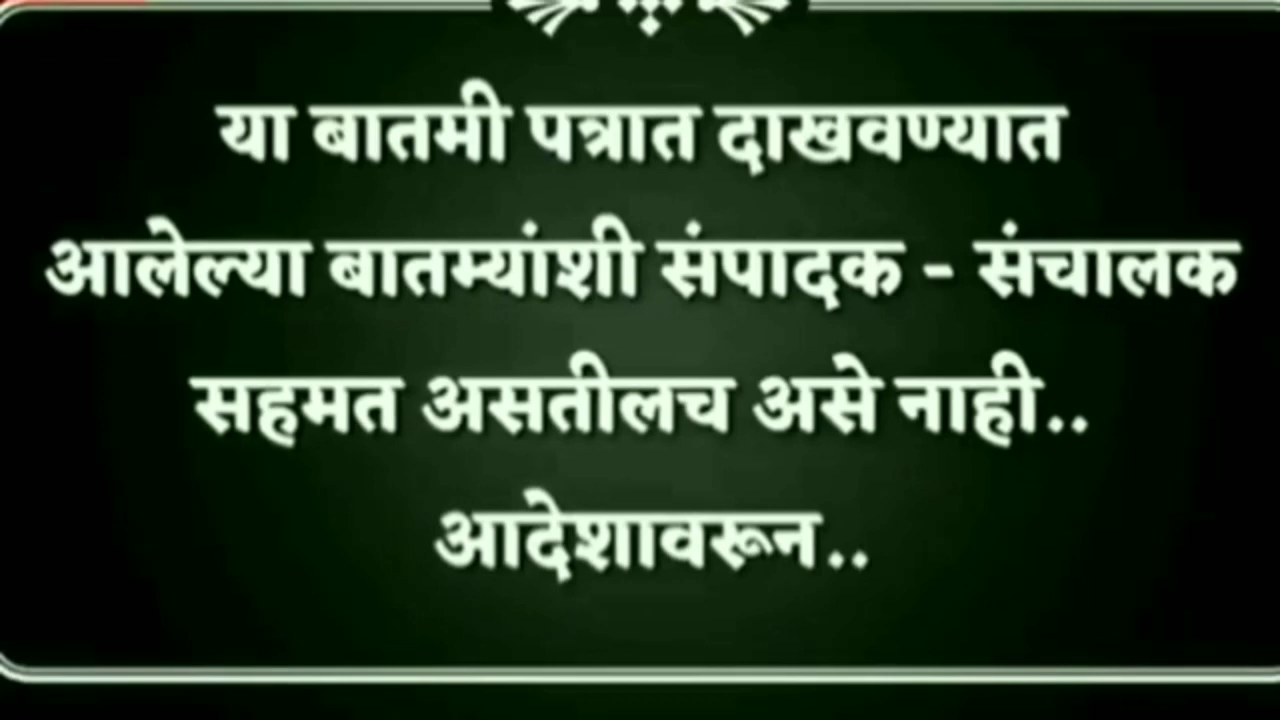 या बातमी पत्रात दाखवण्यात
आलेल्या बातम्यांशी संपादक - संचालक
सहमत असतीलच असे नाही..
आदेशावरून..